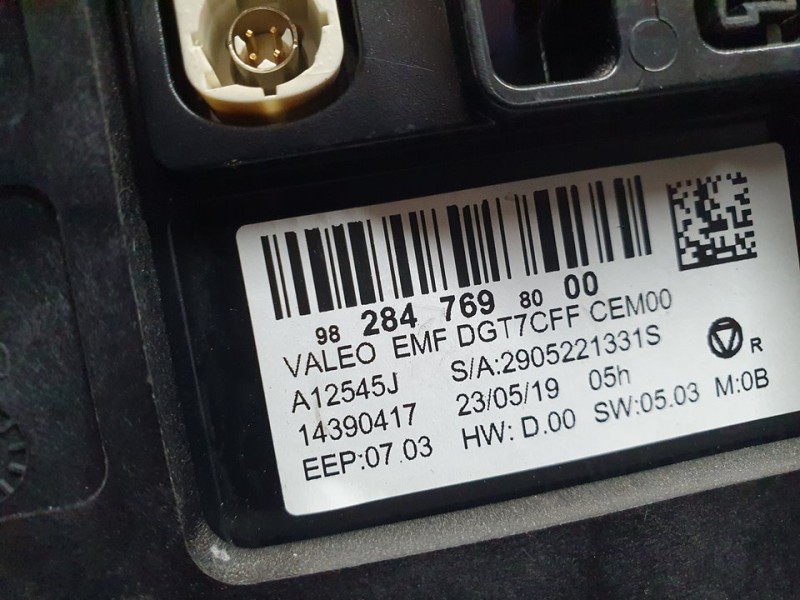 98 284 769 80 00
VALEO EMF DGT7CFF CEM00
A12545J S/A:2905221331S
14390417 23/05/19 05h
EEP:07.03 HW: D.00 SW:05.03 M:0B
R